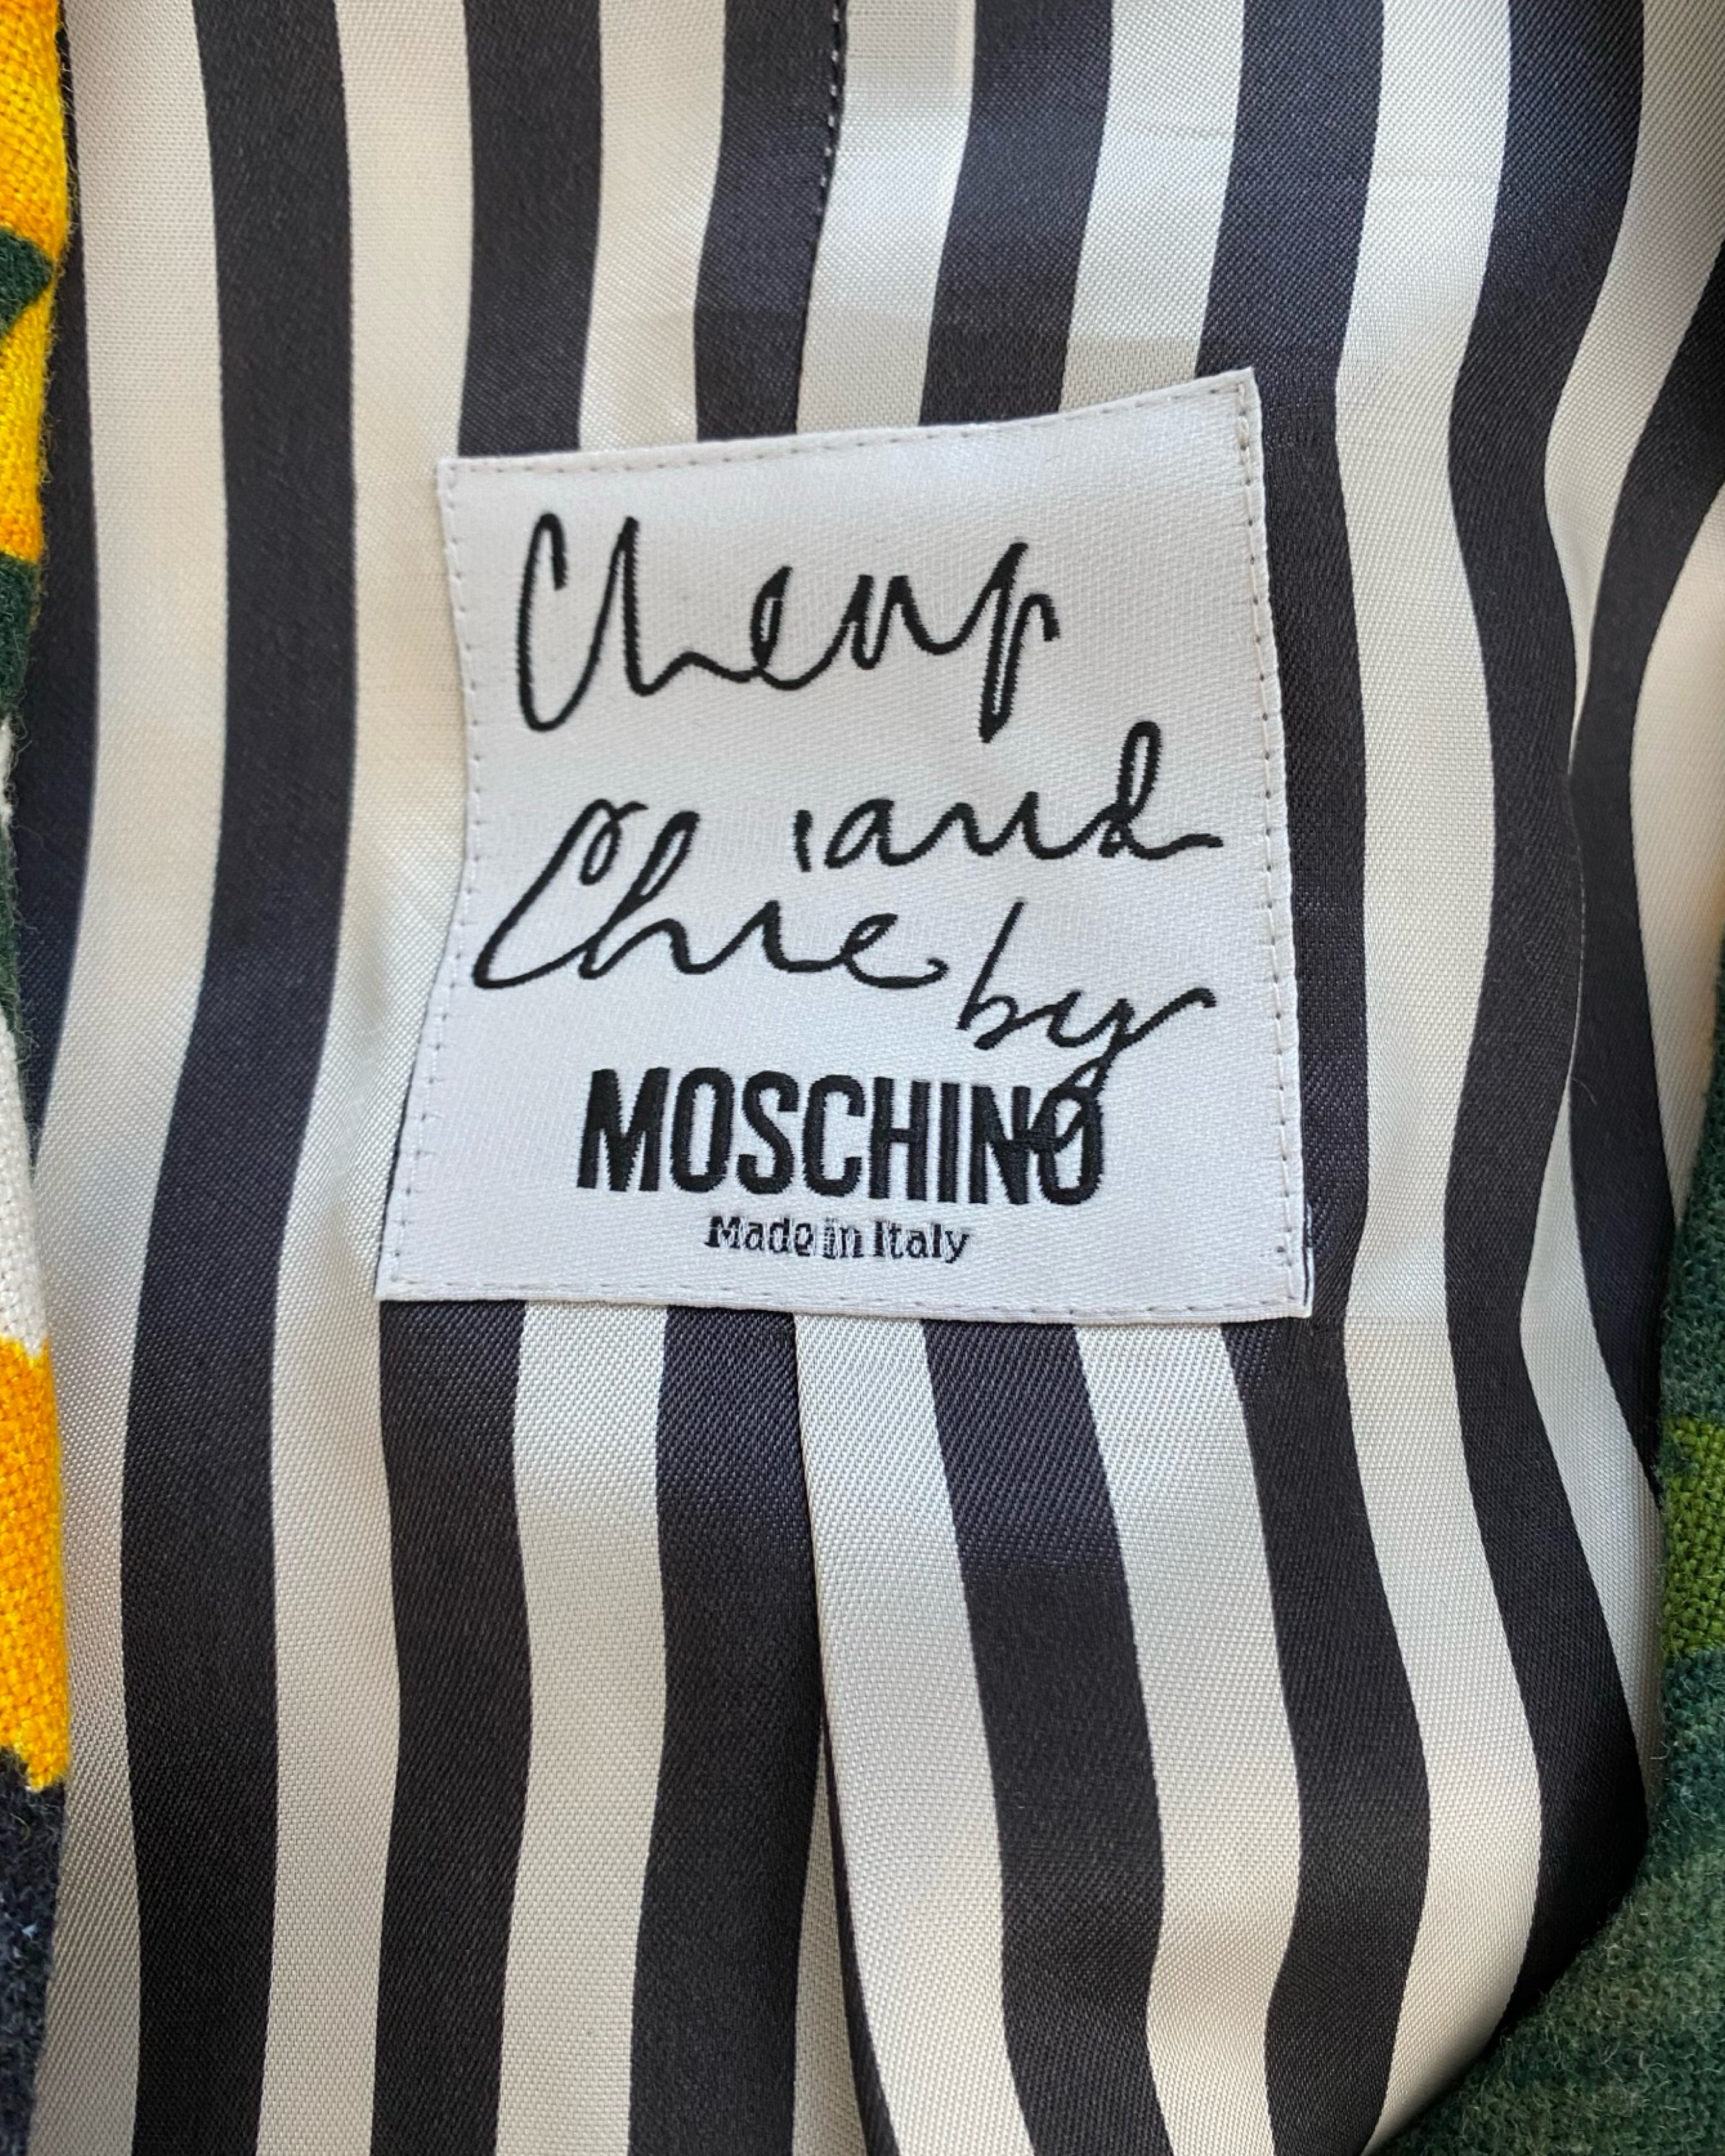 Cheap
and
Chic by
MOSCHINO
Made in Italy